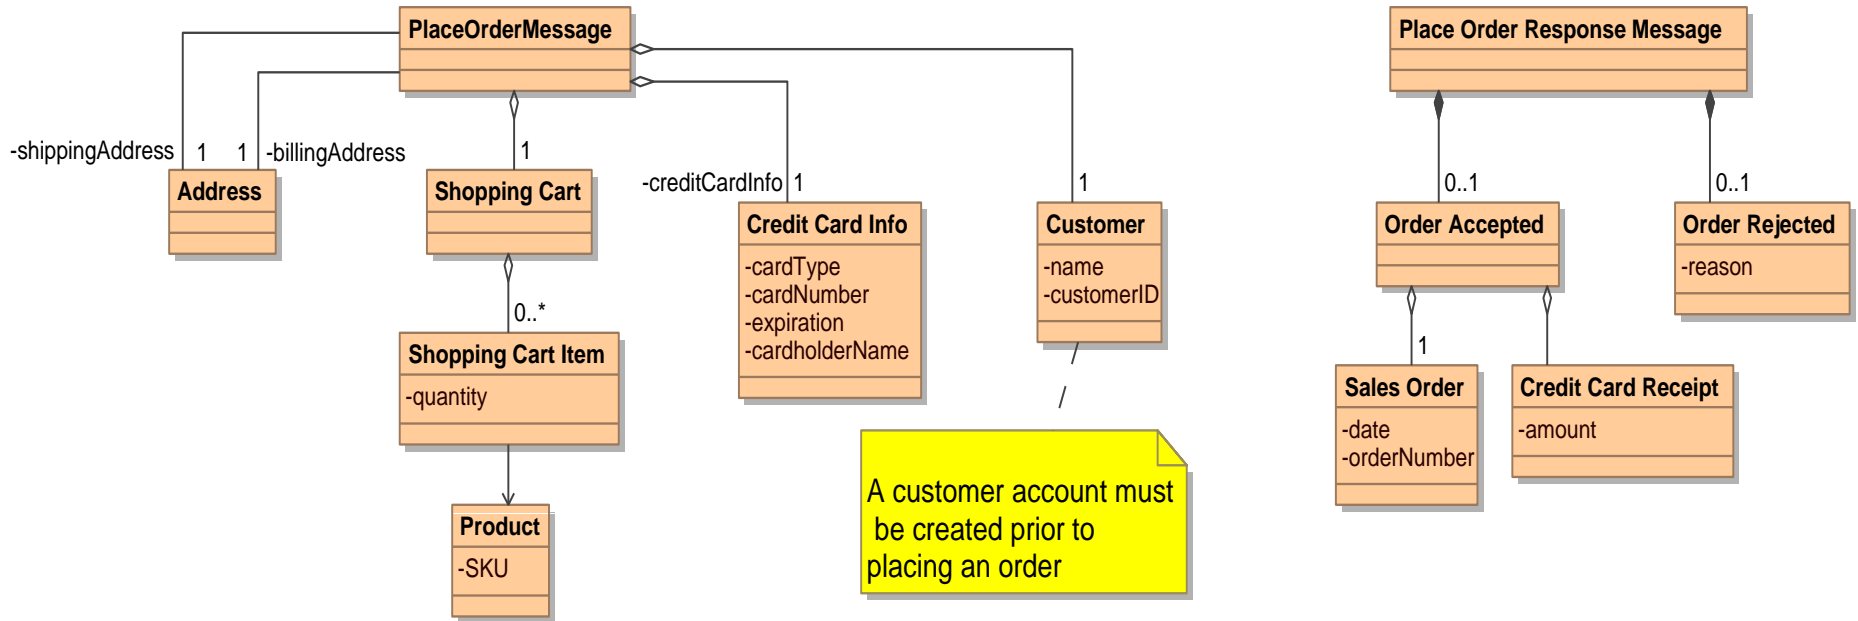 PlaceOrderMessage
Place Order Response Message
-shippingAddress
1
1
-billingAddress
1
-creditCardInfo
1
1
0..1
0..1
Address
Shopping Cart
Credit Card Info
-cardType
-cardNumber
-expiration
-cardholderName
Customer
-name
-customerID
Order Accepted
Order Rejected
-reason
0..*
Shopping Cart Item
-quantity
1
Sales Order
-date
-orderNumber
Credit Card Receipt
-amount
A customer account must
be created prior to
placing an order
Product
-SKU